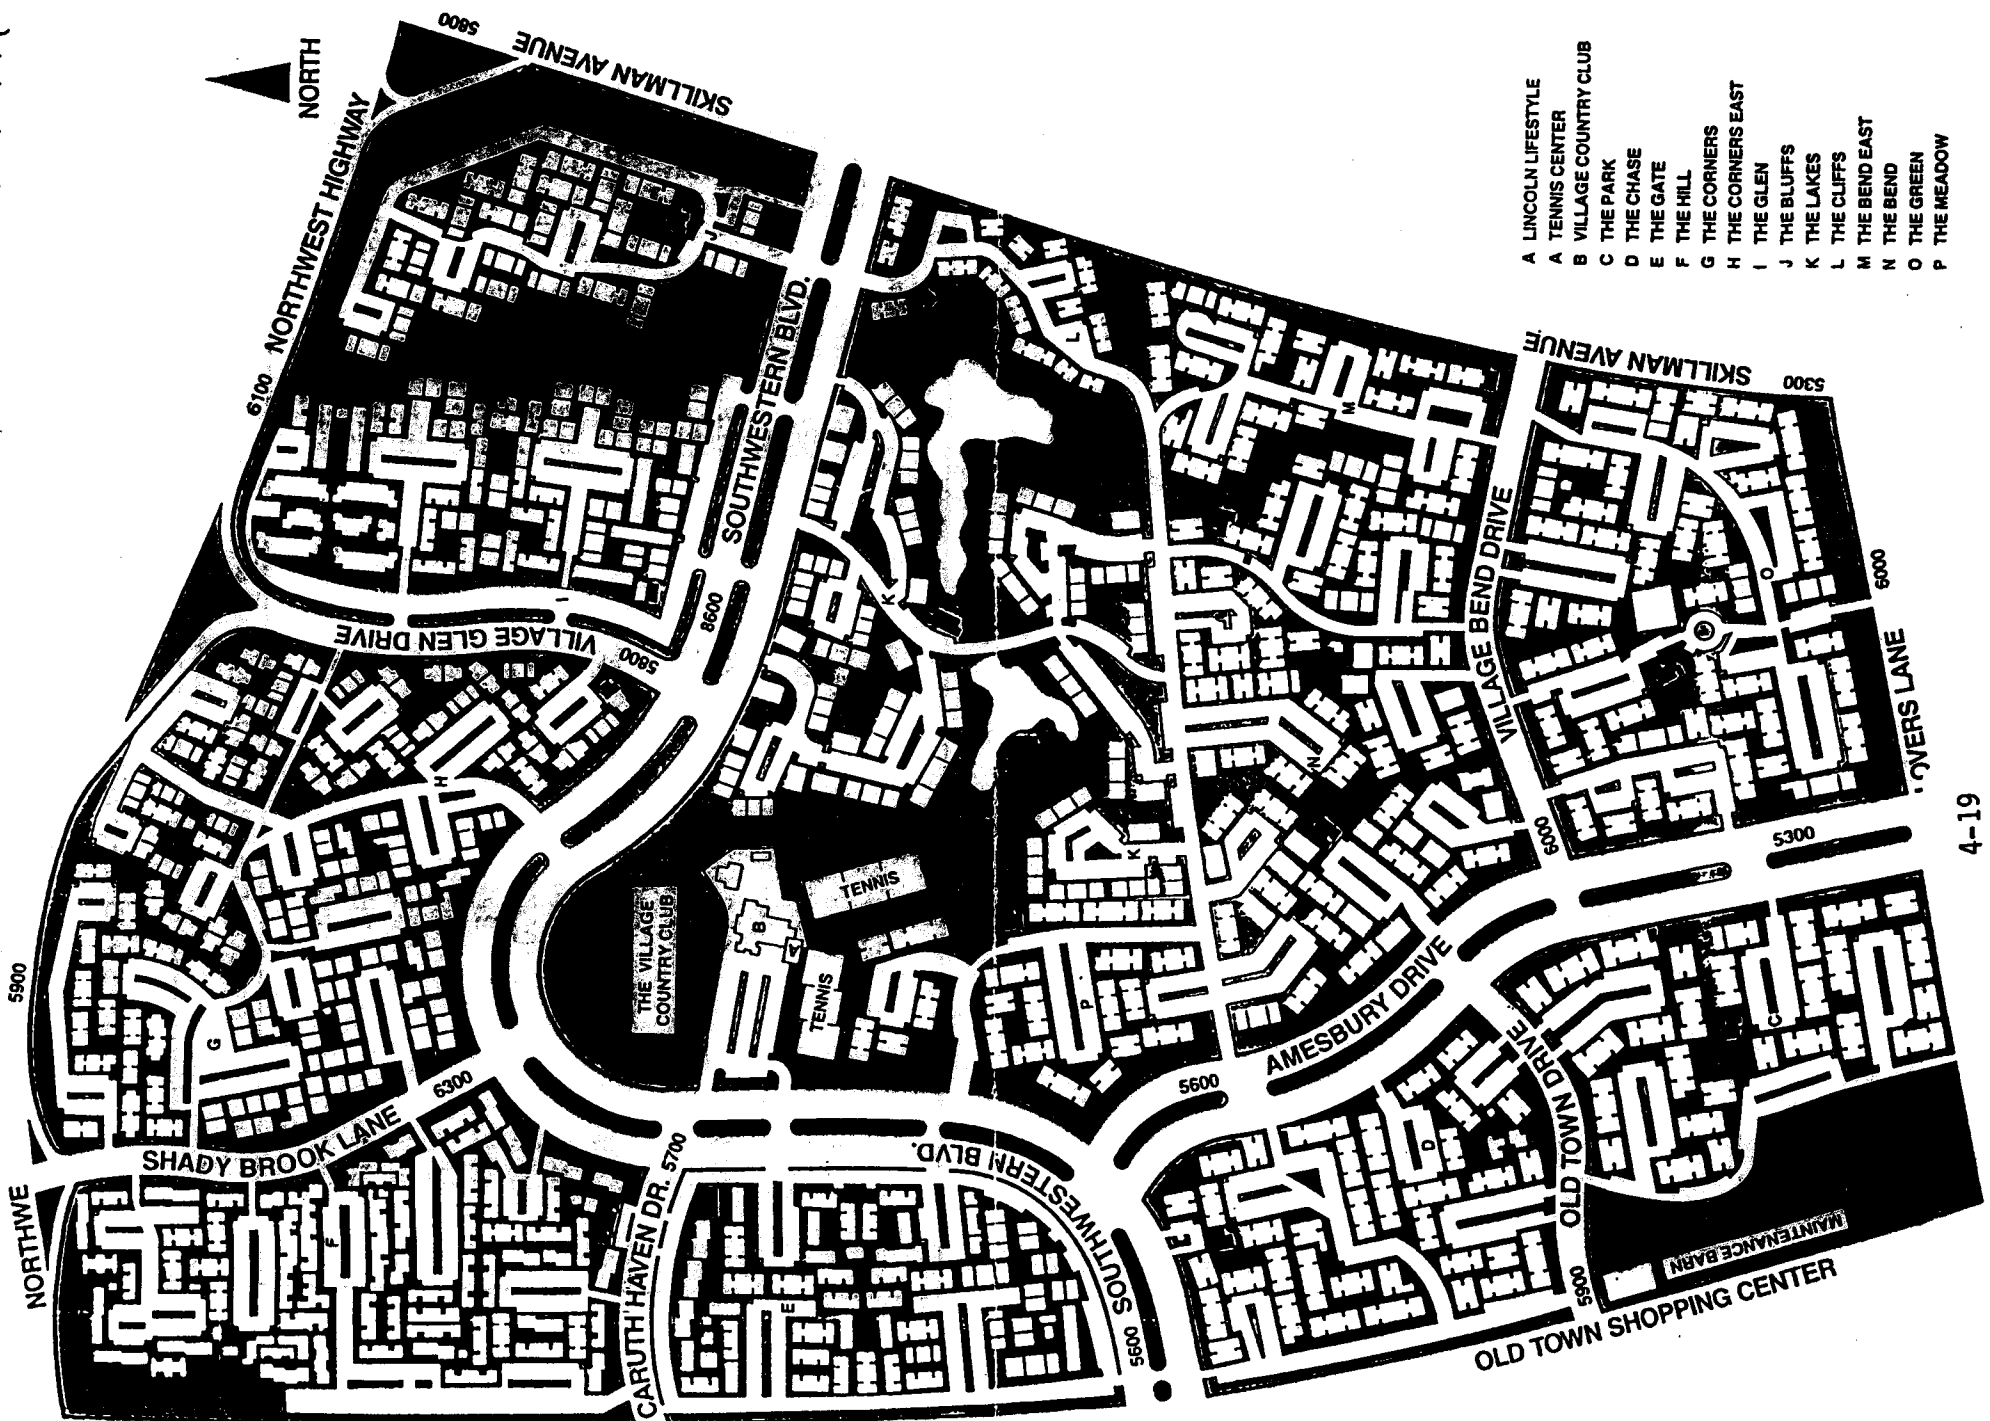 NORTH
NORTHWEST HIGHWAY
6100
5800
SKILLMAN AVENUE
SOUTHWESTERN BLVD.
8600
VILLAGE GLEN DRIVE
5800
5900
NORTHWE
SHADY BROOK LANE
6300
CARUTH HAVEN DR.
5700
SOUTHWESTERN BLVD.
SOUTHWES
5600
THE VILLAGE
COUNTRY CLUB
TENNIS
TENNIS
AMESBURY DRIVE
5600
5300
VILLAGE BEND DRIVE
6000
SKILLMAN AVENUE
5300
6000
LOVERS LANE
OLD TOWN DRIVE
5900
MAINTENANCE BARN
OLD TOWN SHOPPING CENTER
A
B
C
D
E
F
G
H
I
J
K
K
L
M
N
O
P
A LINCOLN LIFESTYLE
A TENNIS CENTER
B VILLAGE COUNTRY CLUB
C THE PARK
D THE CHASE
E THE GATE
F THE HILL
G THE CORNERS
H THE CORNERS EAST
I THE GLEN
J THE BLUFFS
K THE LAKES
L THE CLIFFS
M THE BEND EAST
N THE BEND
O THE GREEN
P THE MEADOW
4-19